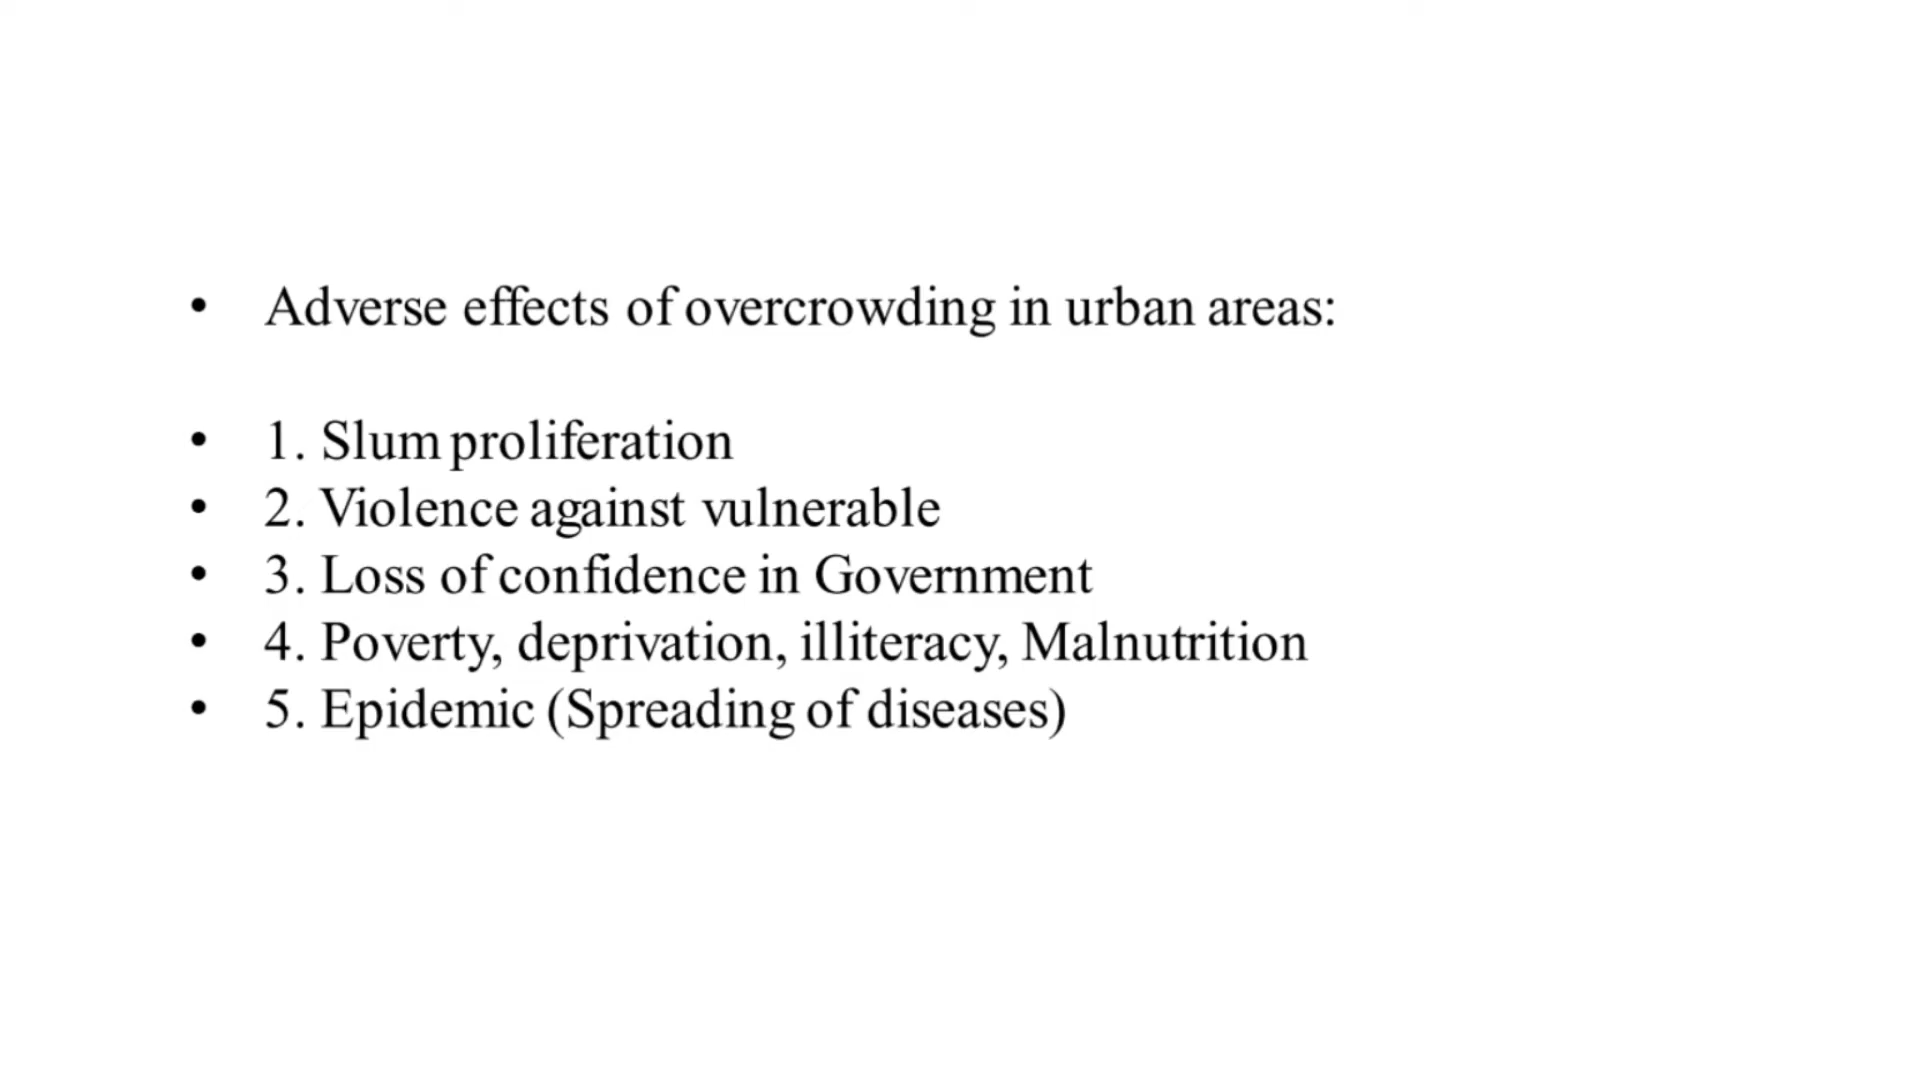 • Adverse effects of overcrowding in urban areas:
• 1. Slum proliferation
• 2. Violence against vulnerable
• 3. Loss of confidence in Government
• 4. Poverty, deprivation, illiteracy, Malnutrition
• 5. Epidemic (Spreading of diseases)